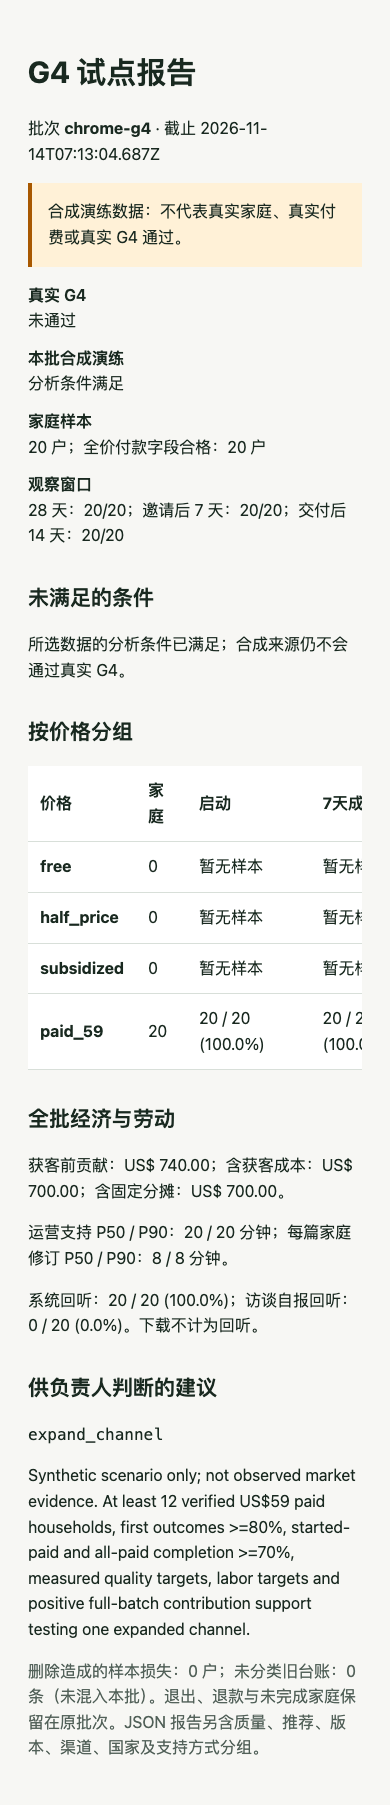 G4 试点报告
批次 chrome-g4 · 截止 2026-11-
14T07:13:04.687Z
合成演练数据：不代表真实家庭、真实付
费或真实 G4 通过。
真实 G4
未通过
本批合成演练
分析条件满足
家庭样本
20 户；全价付款字段合格：20 户
观察窗口
28 天：20/20；邀请后 7 天：20/20；交付后
14 天：20/20
未满足的条件
所选数据的分析条件已满足；合成来源仍不会
通过真实 G4。
按价格分组
价格 家庭 启动 7天成
free 0 暂无样本 暂无
half_price 0 暂无样本 暂无
subsidized 0 暂无样本 暂无
paid_59 20 20 / 20 20 / 2
(100.0%) (100.0
全批经济与劳动
获客前贡献：US$ 740.00；含获客成本：US$
700.00；含固定分摊：US$ 700.00。
运营支持 P50 / P90：20 / 20 分钟；每篇家庭
修订 P50 / P90：8 / 8 分钟。
系统回听：20 / 20 (100.0%)；访谈自报回听：
0 / 20 (0.0%)。下载不计为回听。
供负责人判断的建议
expand_channel
Synthetic scenario only; not observed market
evidence. At least 12 verified US$59 paid
households, first outcomes >=80%, started-
paid and all-paid completion >=70%,
measured quality targets, labor targets and
positive full-batch contribution support
testing one expanded channel.
删除造成的样本损失：0 户；未分类旧台账：0
条（未混入本批）。退出、退款与未完成家庭保
留在原批次。JSON 报告另含质量、推荐、版
本、渠道、国家及支持方式分组。